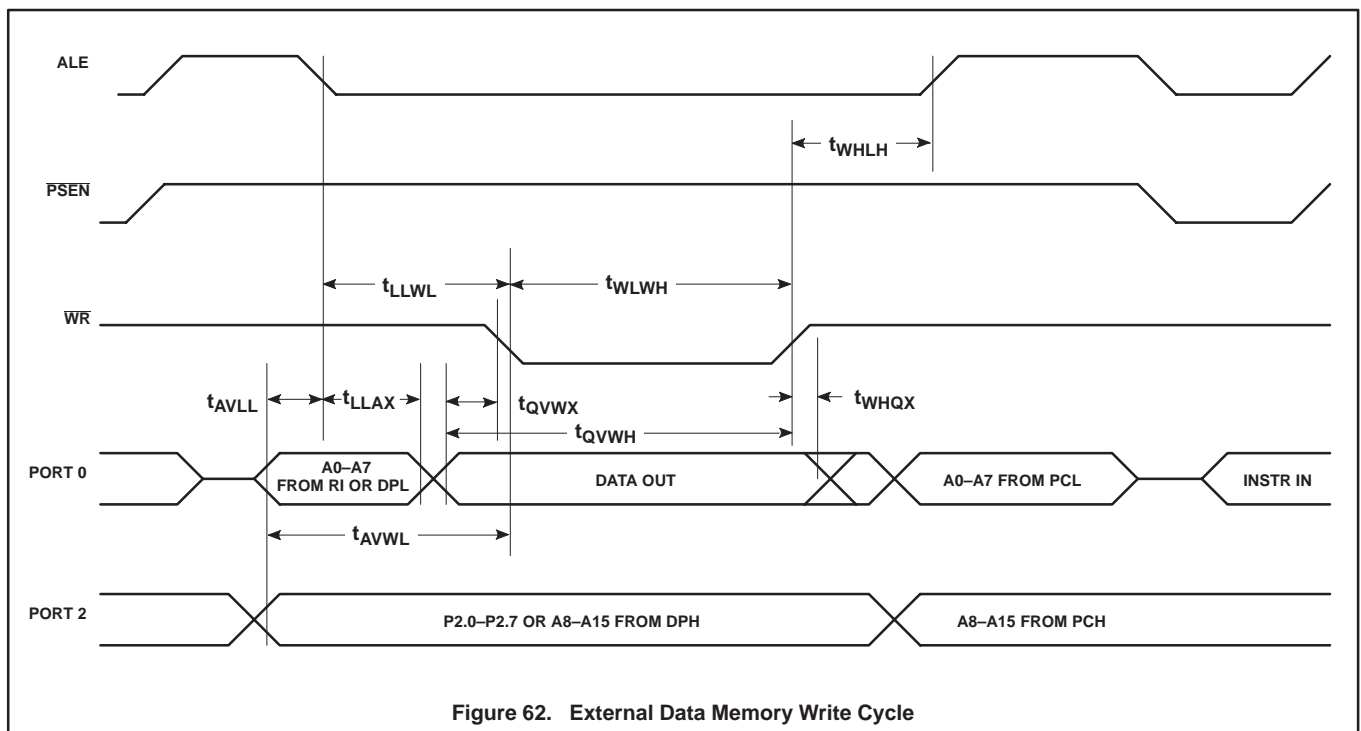 ALE
tWHLH
PSEN
tLLWL
tWLWH
WR
tAVLL
tLLAX
tQVWX
tWHQX
tQVWH
PORT 0
A0–A7
FROM RI OR DPL
DATA OUT
A0–A7 FROM PCL
INSTR IN
tAVWL
PORT 2
P2.0–P2.7 OR A8–A15 FROM DPH
A8–A15 FROM PCH
Figure 62. External Data Memory Write Cycle